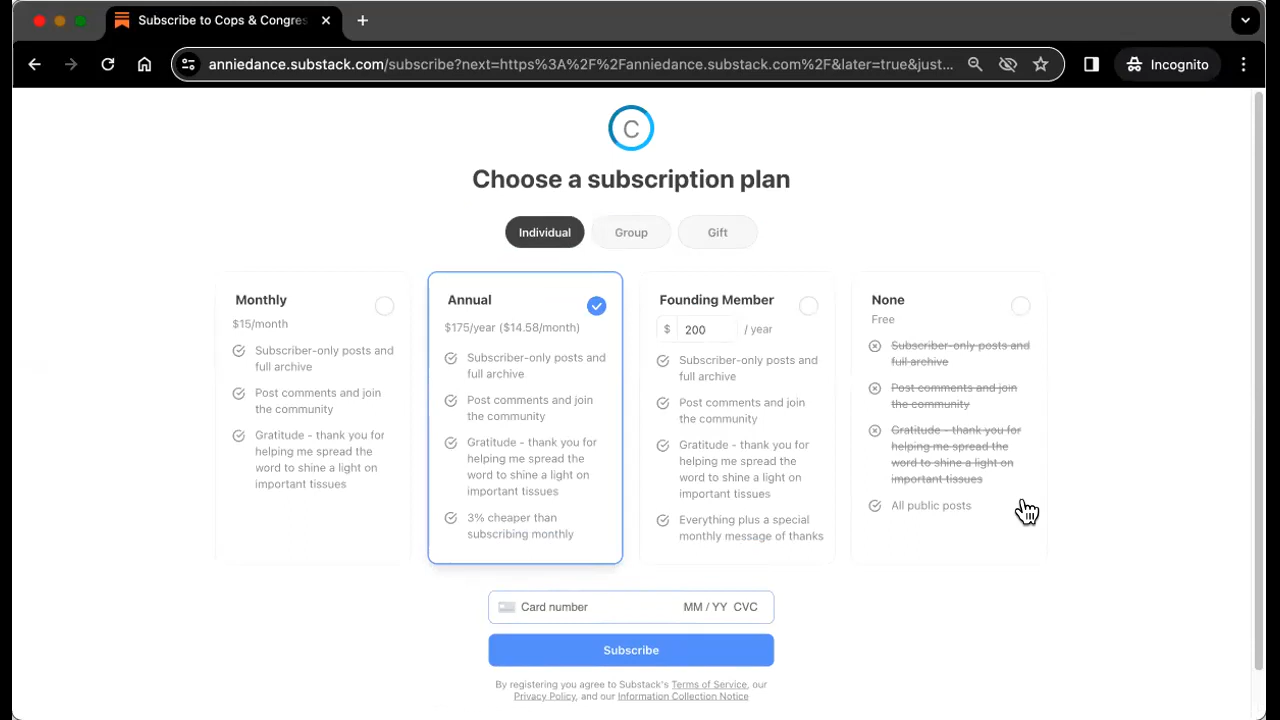 Subscribe to Cops & Congres
anniedance.substack.com/subscribe?next=https%3A%2F%2Fanniedance.substack.com%2F&later=true&just...
Incognito
C
Choose a subscription plan
Individual
Group
Gift
Monthly
$15/month
Subscriber-only posts and
full archive
Post comments and join
the community
Gratitude - thank you for
helping me spread the
word to shine a light on
important tissues
Annual
$175/year ($14.58/month)
Subscriber-only posts and
full archive
Post comments and join
the community
Gratitude - thank you for
helping me spread the
word to shine a light on
important tissues
3% cheaper than
subscribing monthly
Founding Member
$ 200 / year
Subscriber-only posts and
full archive
Post comments and join
the community
Gratitude - thank you for
helping me spread the
word to shine a light on
important tissues
Everything plus a special
monthly message of thanks
None
Free
Subscriber-only posts and
full archive
Post comments and join
the community
Gratitude - thank you for
helping me spread the
word to shine a light on
important tissues
All public posts
Card number MM / YY CVC
Subscribe
By registering you agree to Substack's Terms of Service, our
Privacy Policy, and our Information Collection Notice